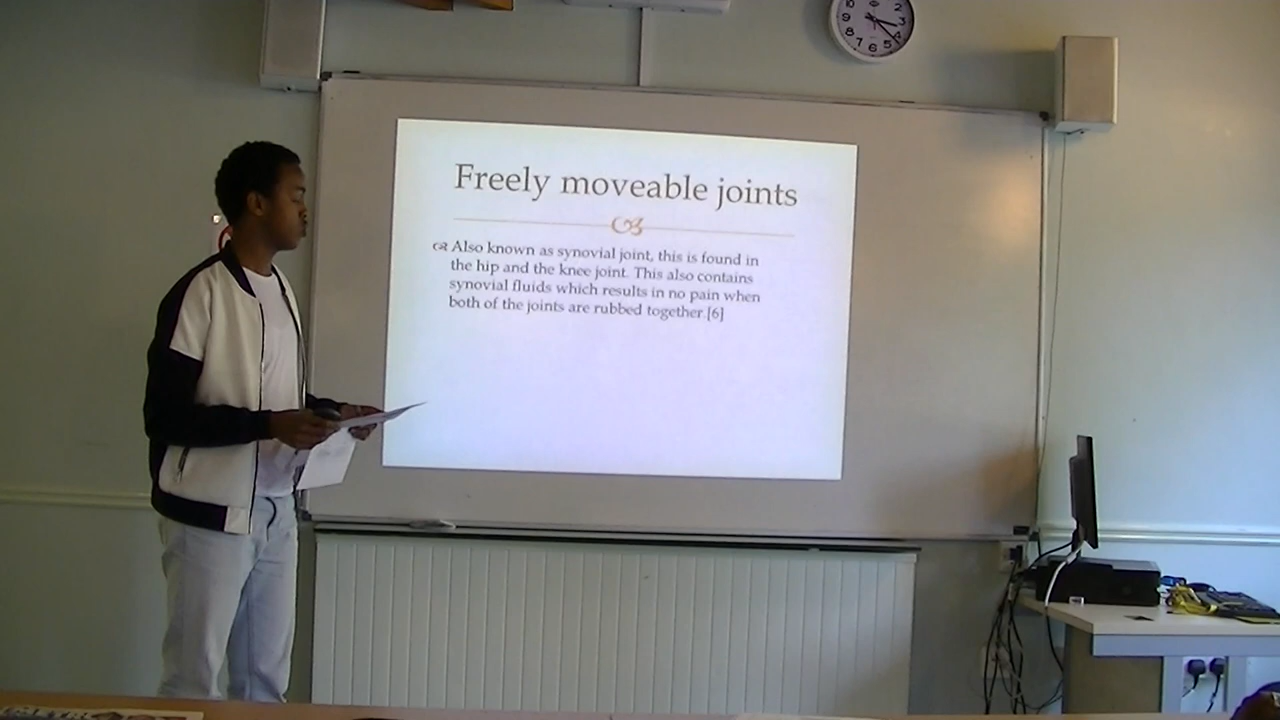 Freely moveable joints
Also known as synovial joint, this is found in
the hip and the knee joint. This also contains
synovial fluids which results in no pain when
both of the joints are rubbed together.[6]